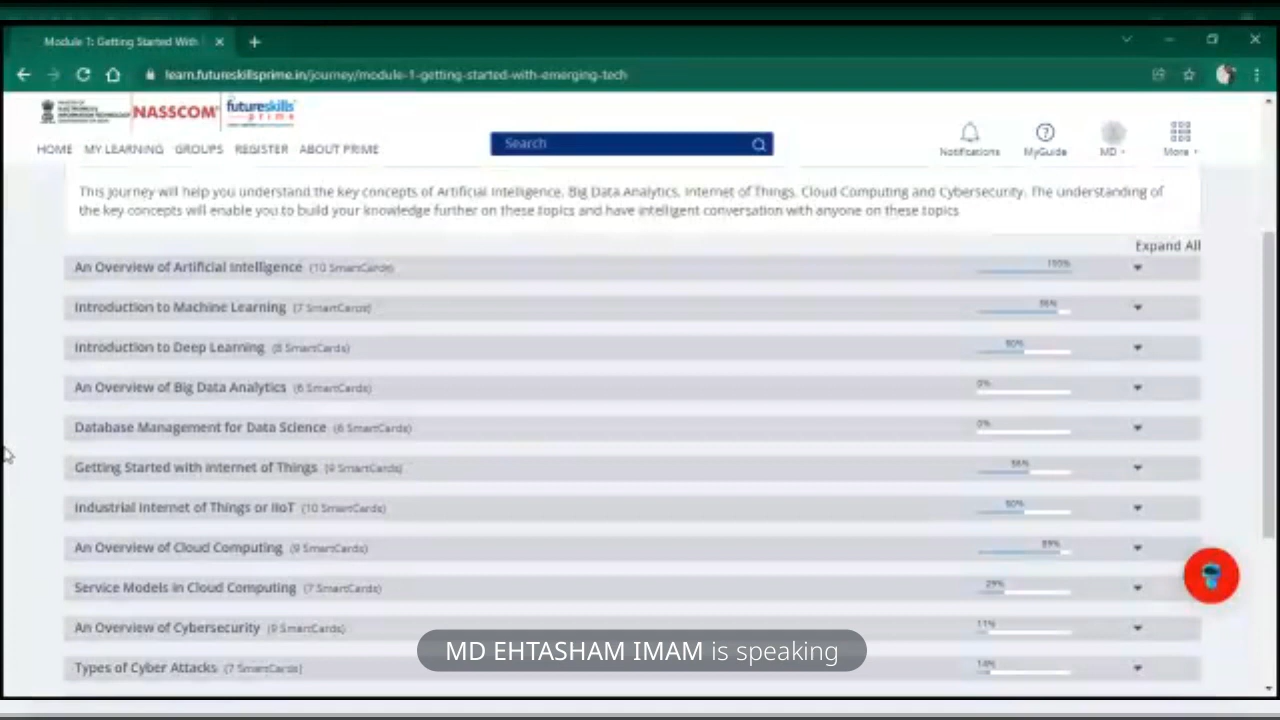 Module 1: Getting Started With
learn.futureskillsprime.in/journey/module-1-getting-started-with-emerging-tech
NASSCOM
futureskills
prime
HOME MY LEARNING GROUPS REGISTER ABOUT PRIME
Search
Notifications MyGuide MD More
This journey will help you understand the key concepts of Artificial Intelligence, Big Data Analytics, Internet of Things, Cloud Computing and Cybersecurity. The understanding of
the key concepts will enable you to build your knowledge further on these topics and have intelligent conversation with anyone on these topics
Expand All
An Overview of Artificial Intelligence (10 SmartCards) 100%
Introduction to Machine Learning (7 SmartCards)
Introduction to Deep Learning (8 SmartCards) 50%
An Overview of Big Data Analytics (6 SmartCards) 0%
Database Management for Data Science (6 SmartCards) 0%
Getting Started with Internet of Things (9 SmartCards) 56%
Industrial Internet of Things or IIoT (10 SmartCards) 50%
An Overview of Cloud Computing (9 SmartCards) 89%
Service Models in Cloud Computing (7 SmartCards) 29%
An Overview of Cybersecurity (9 SmartCards) 11%
Types of Cyber Attacks (7 SmartCards) 14%
MD EHTASHAM IMAM is speaking